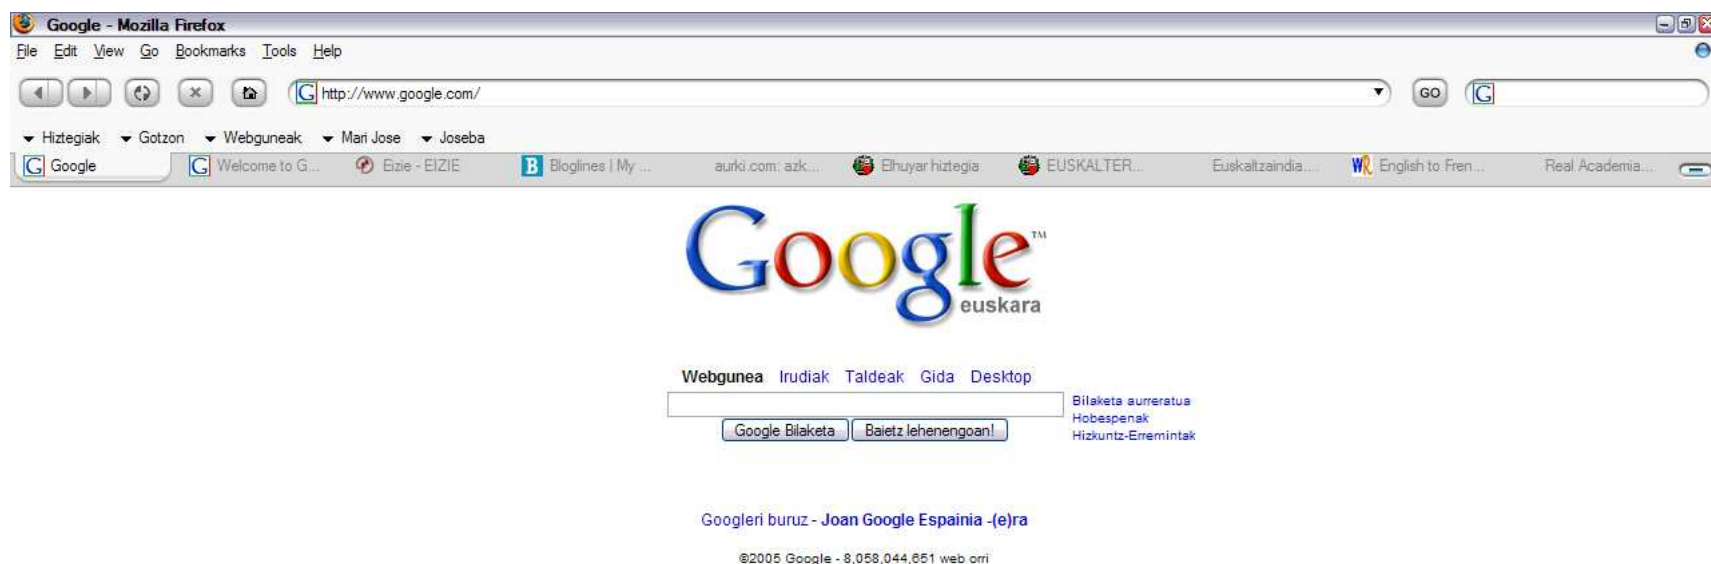 Google - Mozilla Firefox
File Edit View Go Bookmarks Tools Help
G http://www.google.com/ GO G
Hiztegiak Gotzon Webguneak Mari Jose Joseba
G Google G Welcome to G... Eizie - EIZIE B Bloglines | My ... aurki.com: azk... Elhuyar hiztegia EUSKALTER... Euskaltzaindia.... WR English to Fren... Real Academia...
Google™
euskara
Webgunea Irudiak Taldeak Gida Desktop
Bilaketa aurreratua
Hobespenak
Google Bilaketa Baietz lehenengoan! Hizkuntz-Erremintak
Googleri buruz - Joan Google Espainia -(e)ra
©2005 Google - 8,058,044,651 web orri